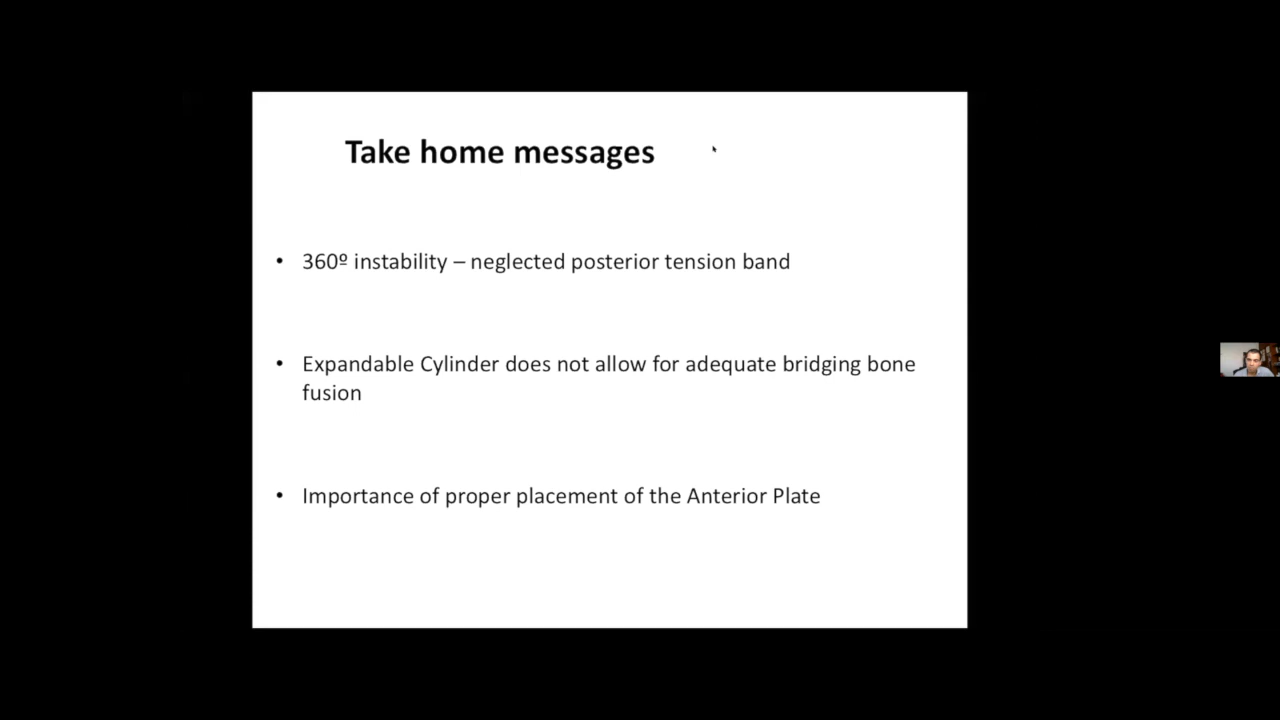 Take home messages
• 360º instability – neglected posterior tension band
• Expandable Cylinder does not allow for adequate bridging bone
fusion
• Importance of proper placement of the Anterior Plate